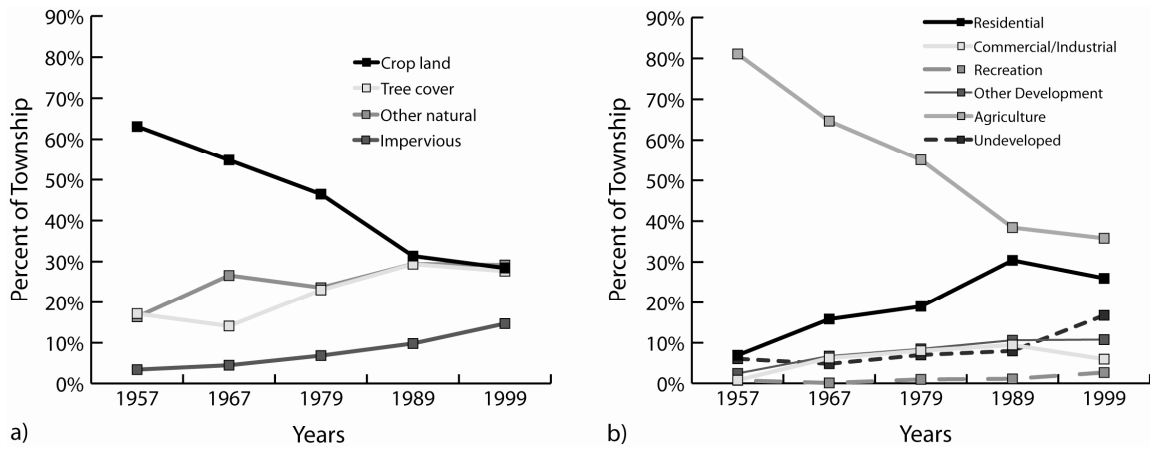 90%
80%
70%
60%
50%
40%
30%
20%
10%
0%
Percent of Township
Crop land
Tree cover
Other natural
Impervious
1957 1967 1979 1989 1999
Years
a)
90%
80%
70%
60%
50%
40%
30%
20%
10%
0%
Percent of Township
Residential
Commercial/Industrial
Recreation
Other Development
Agriculture
Undeveloped
1957 1967 1979 1989 1999
Years
b)